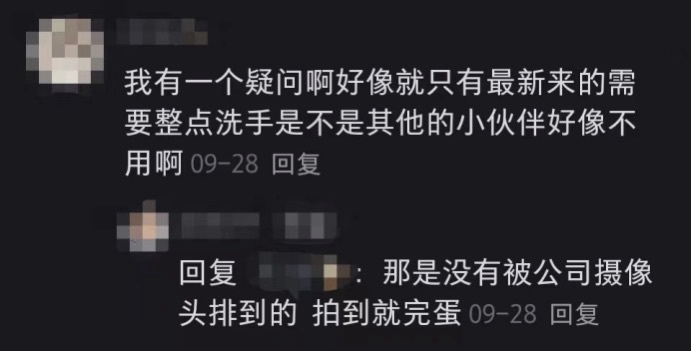 我有一个疑问啊好像就只有最新来的需
要整点洗手是不是其他的小伙伴好像不
用啊 09-28 回复
回复 ：那是没有被公司摄像
头排到的 拍到就完蛋 09-28 回复